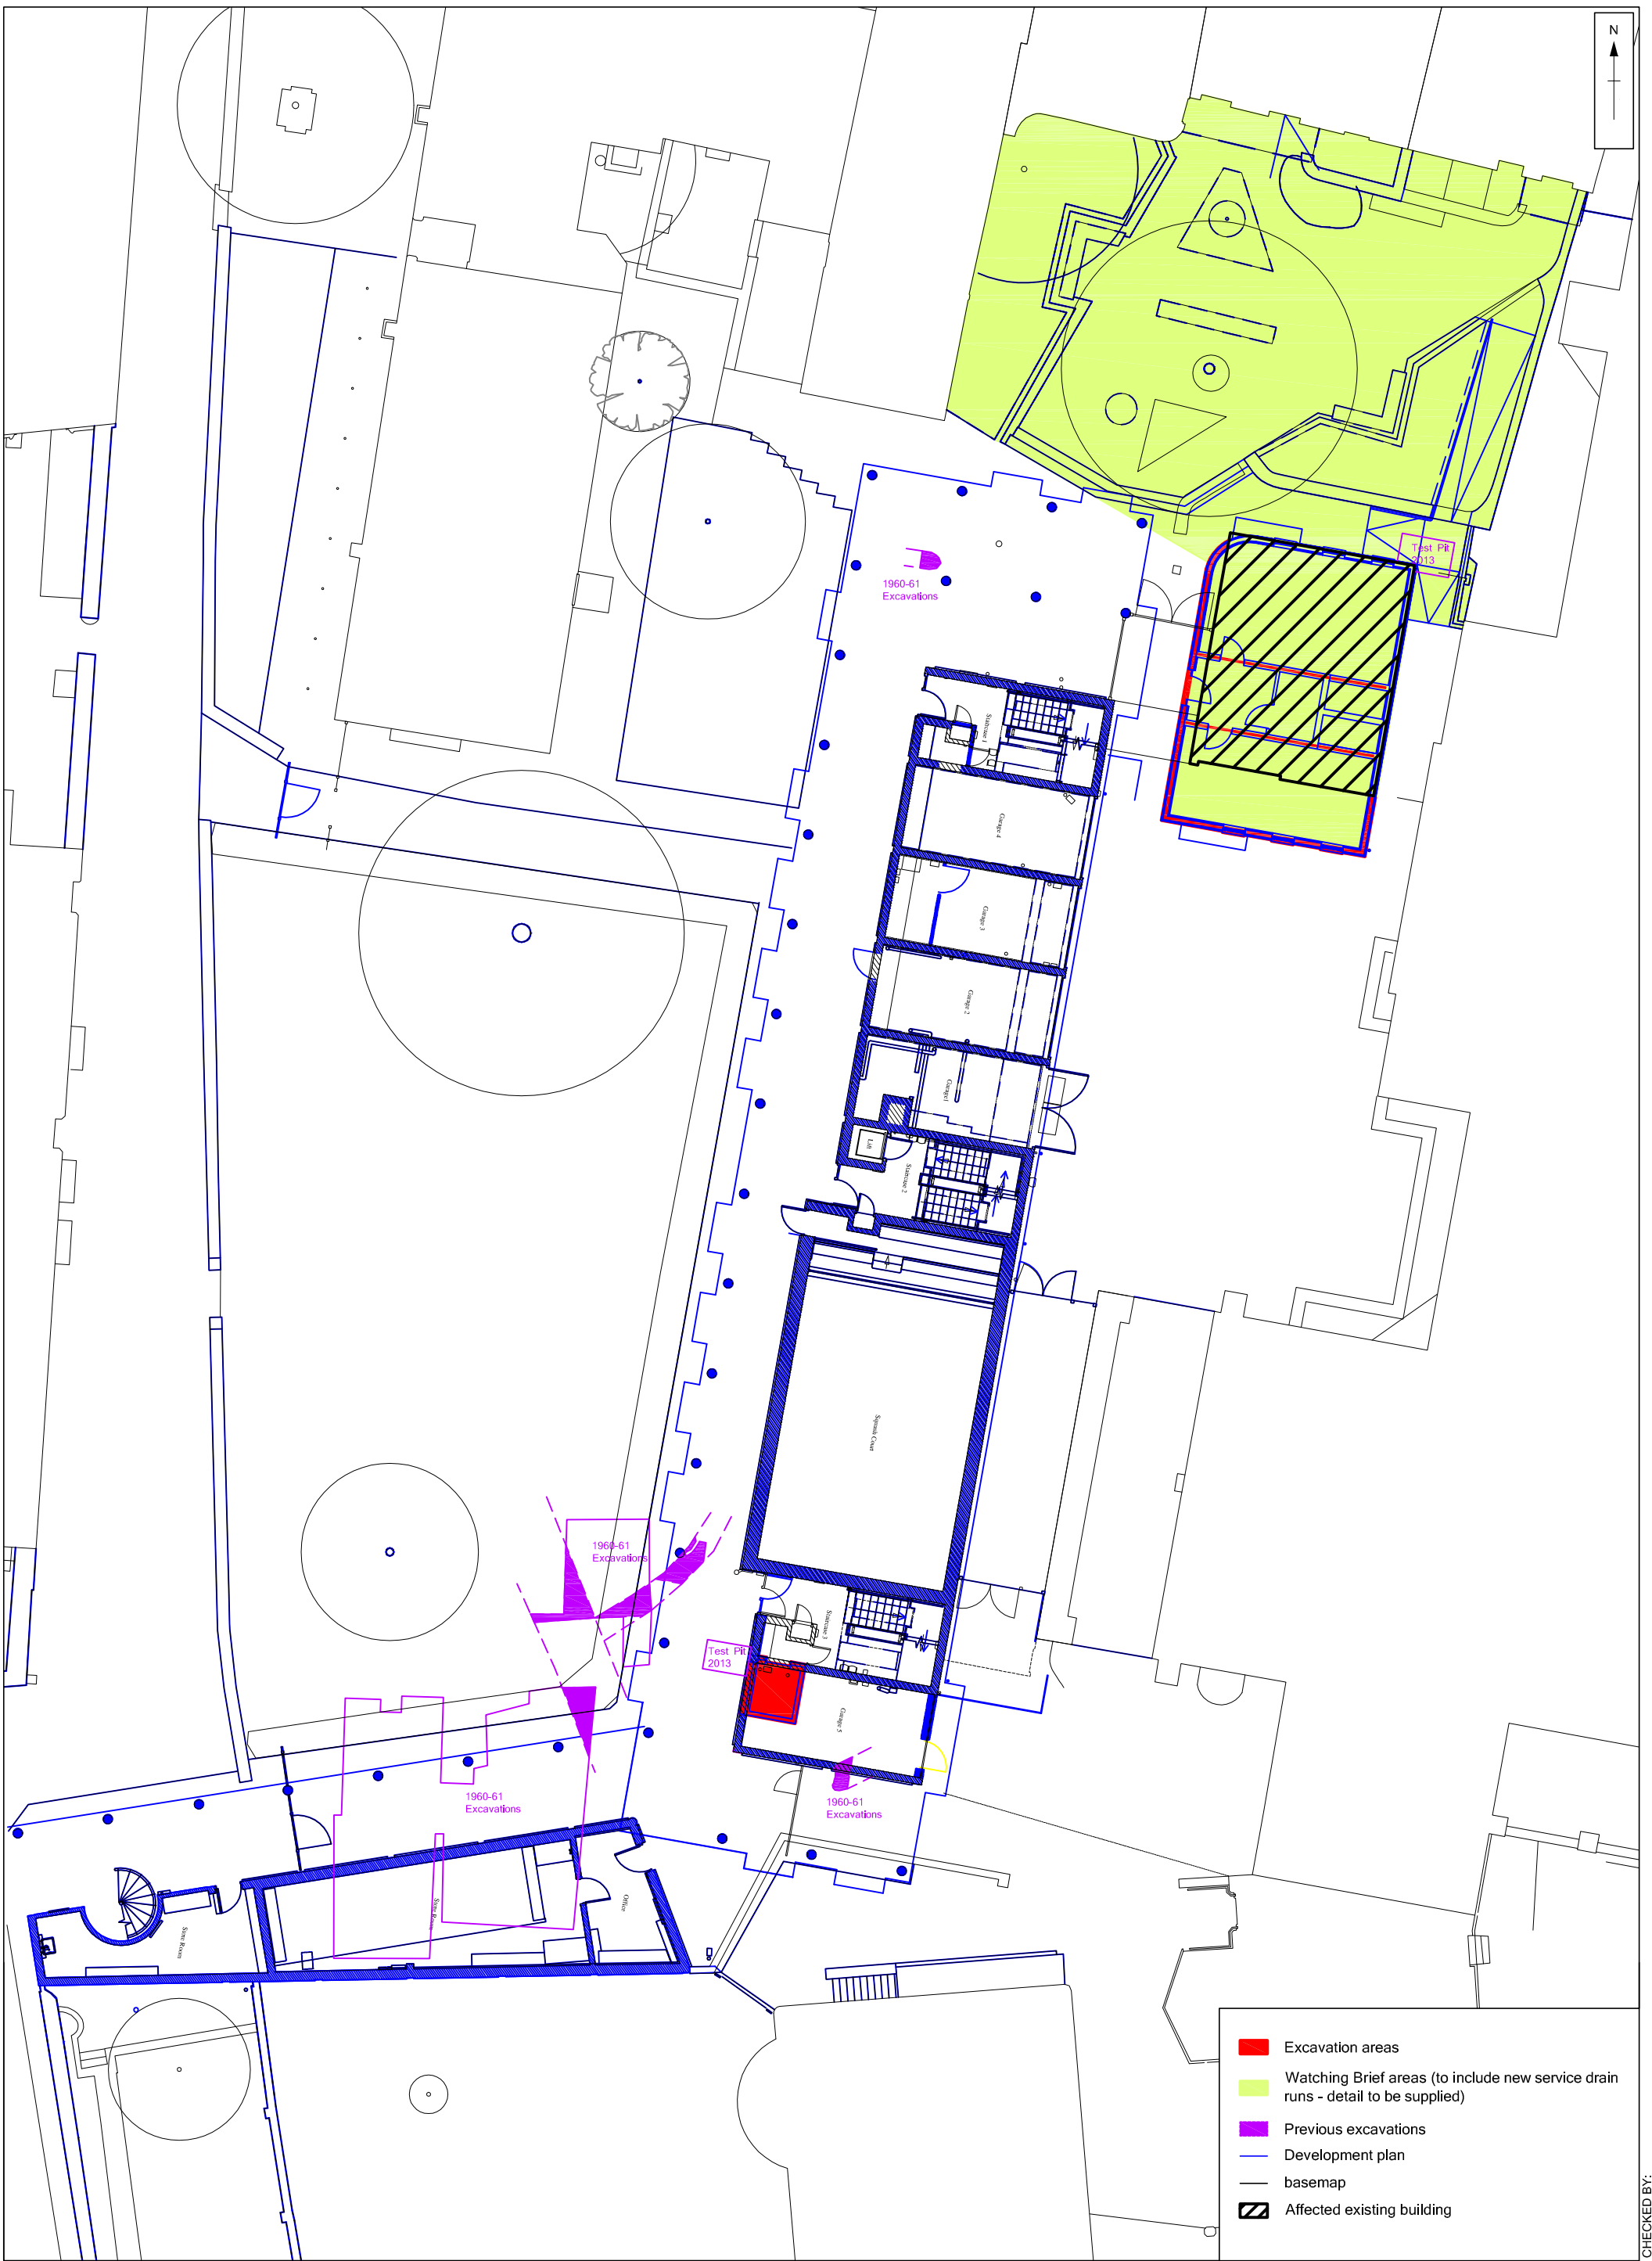 N
Test Pit
2013
1960-61
Excavations
Staircase 1
Garage 4
Garage 3
Garage 2
Garage1
Lift
Staircase 2
Squash Court
1960-61
Excavations
Staircase 3
Test Pit
2013
Garage 5
1960-61
Excavations
1960-61
Excavations
Office
Store Room
Store Room
Excavation areas
Watching Brief areas (to include new service drain
runs - detail to be supplied)
Previous excavations
Development plan
basemap
Affected existing building
CHECKED BY: